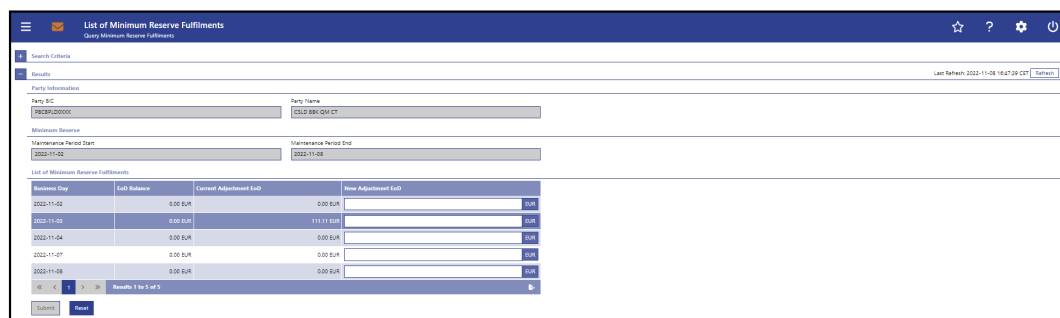 List of Minimum Reserve Fulfilments
Query Minimum Reserve Fulfilments
Search Criteria
Results
Last Refresh: 2022-11-08 16:47:29 CET Refresh
Party Information
Party BIC Party Name
PBCBPLD0XXX CSLD BBK QM CT
Minimum Reserve
Maintenance Period Start Maintenance Period End
2022-11-02 2022-11-08
List of Minimum Reserve Fulfilments
Business Day EoD Balance Current Adjustment EoD New Adjustment EoD
2022-11-02 0.00 EUR 0.00 EUR EUR
2022-11-03 0.00 EUR 111.11 EUR EUR
2022-11-04 0.00 EUR 0.00 EUR EUR
2022-11-07 0.00 EUR 0.00 EUR EUR
2022-11-08 0.00 EUR 0.00 EUR EUR
« < 1 > » Results 1 to 5 of 5
Submit Reset